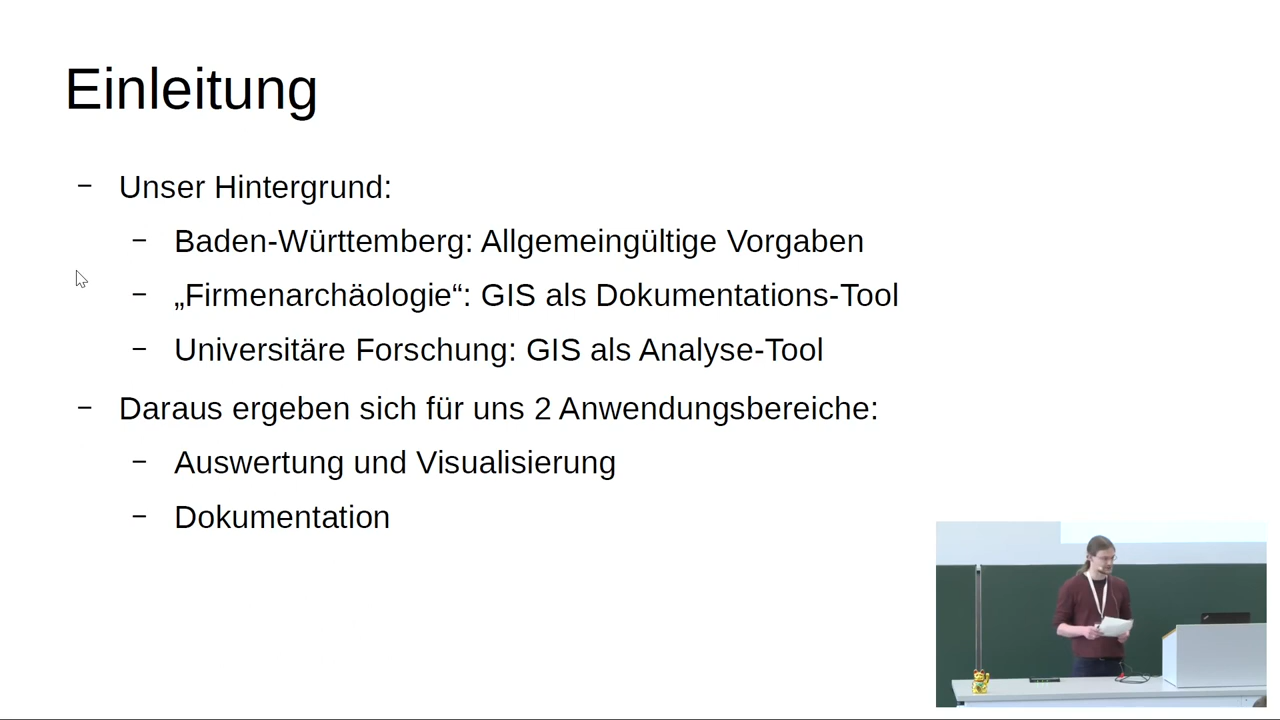 Einleitung
– Unser Hintergrund:
– Baden-Württemberg: Allgemeingültige Vorgaben
– „Firmenarchäologie“: GIS als Dokumentations-Tool
– Universitäre Forschung: GIS als Analyse-Tool
– Daraus ergeben sich für uns 2 Anwendungsbereiche:
– Auswertung und Visualisierung
– Dokumentation